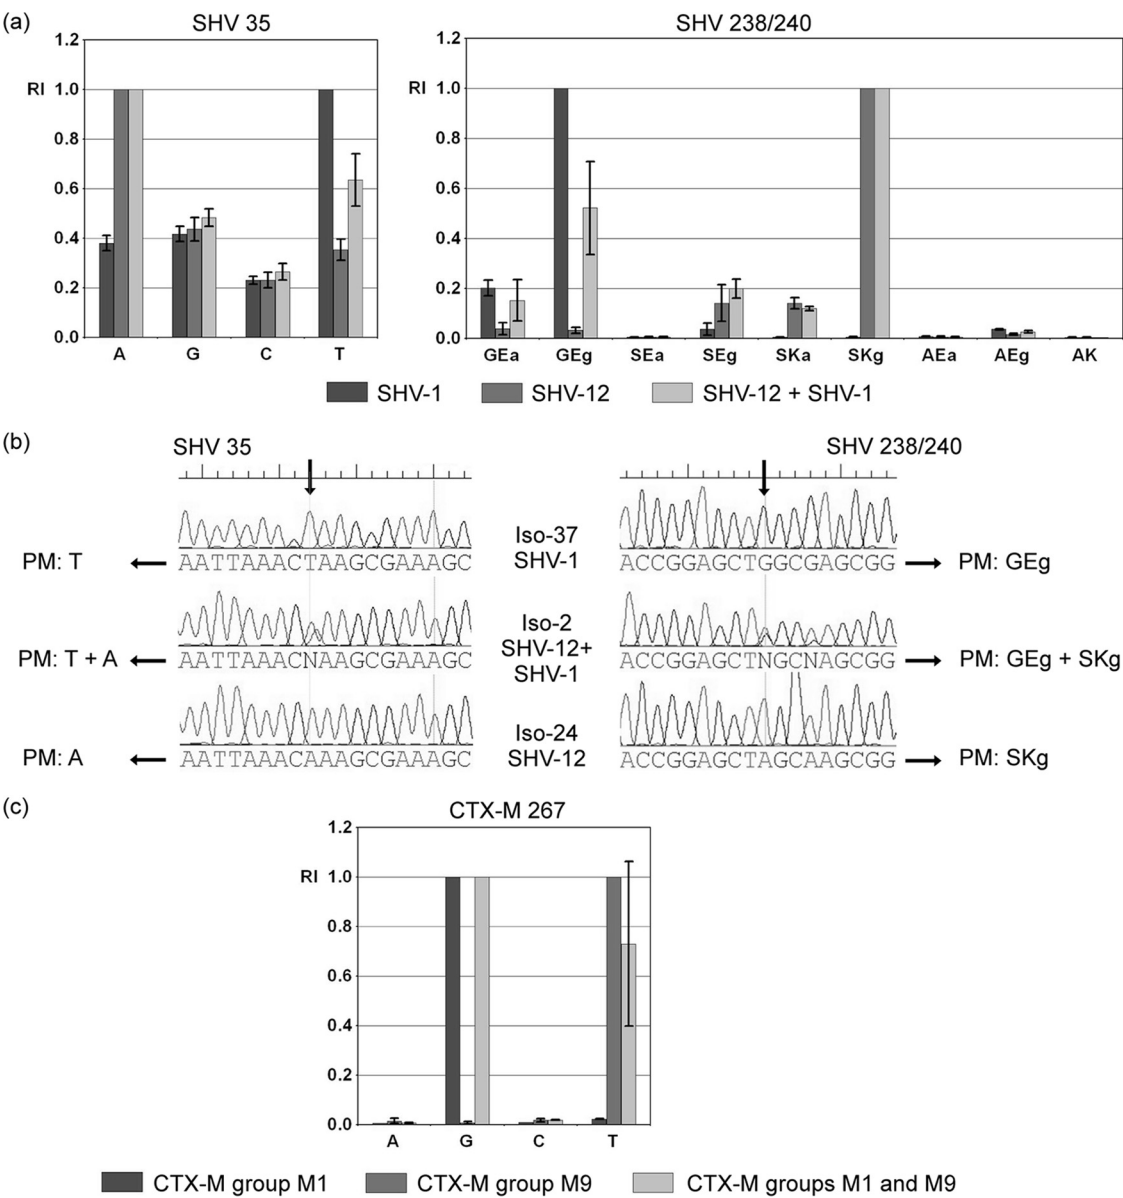 (a)
SHV 35
SHV 238/240
1.2
RI 1.0
0.8
0.6
0.4
0.2
0.0
A G C T
1.2
RI 1.0
0.8
0.6
0.4
0.2
0.0
GEa GEg SEa SEg SKa SKg AEa AEg AK
SHV-1 SHV-12 SHV-12 + SHV-1
(b)
SHV 35
SHV 238/240
Iso-37
SHV-1
PM: T
AATTAAACTAAGCGAAAGC
ACCGGAGCTGGCGAGCGG
PM: GEg
Iso-2
SHV-12+
SHV-1
PM: T + A
AATTAAACNAAGCGAAAGC
ACCGGAGCTNGCNAGCGG
PM: GEg + SKg
Iso-24
SHV-12
PM: A
AATTAAACAAAGCGAAAGC
ACCGGAGCTAGCAAGCGG
PM: SKg
(c)
CTX-M 267
1.2
RI 1.0
0.8
0.6
0.4
0.2
0.0
A G C T
CTX-M group M1 CTX-M group M9 CTX-M groups M1 and M9